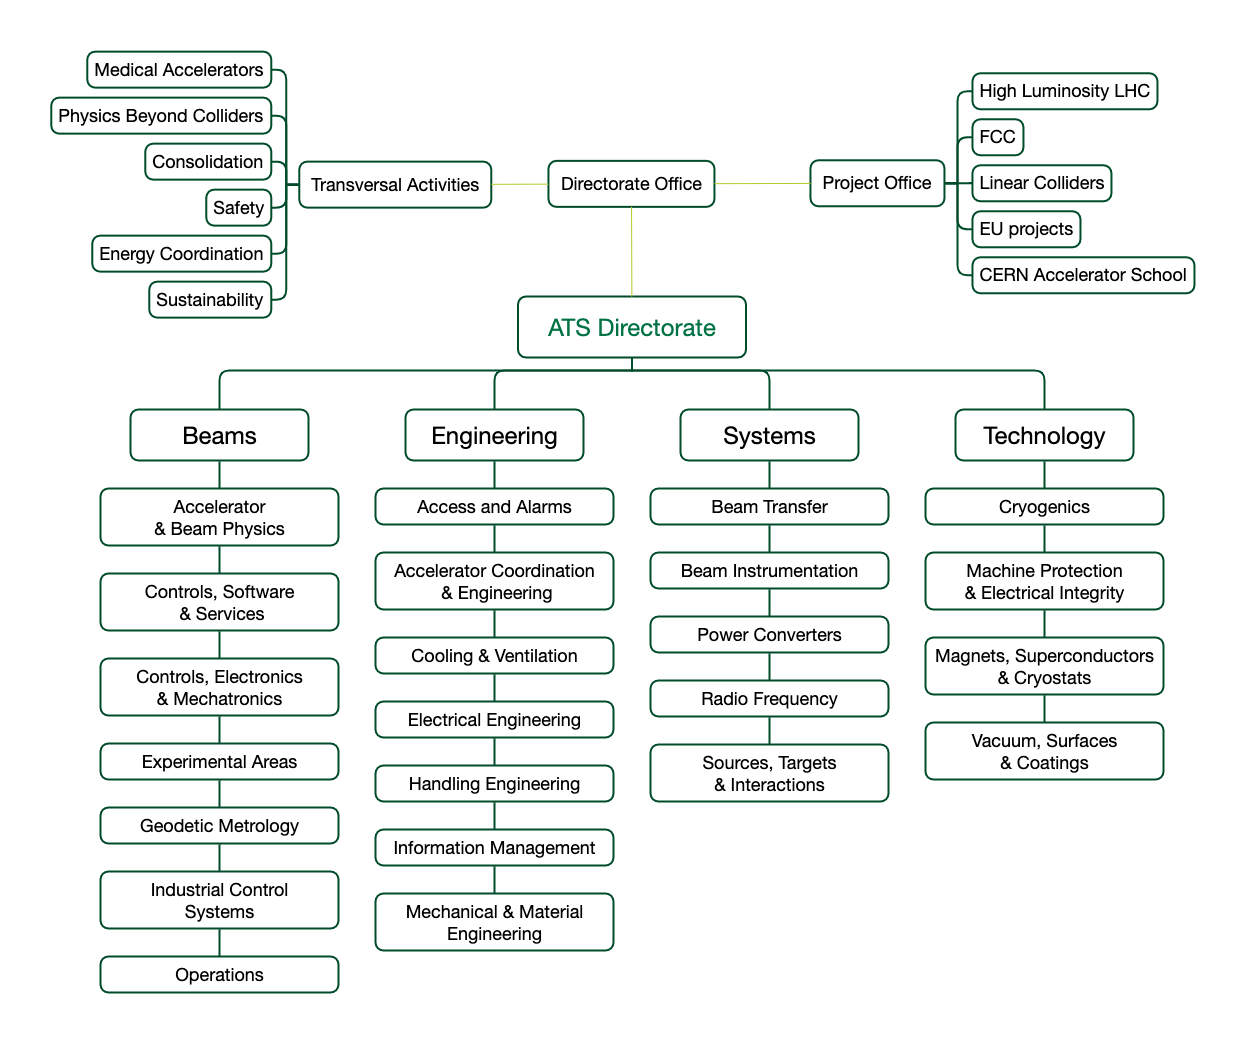 Medical Accelerators
Physics Beyond Colliders
Consolidation
Safety
Energy Coordination
Sustainability
Transversal Activities
Directorate Office
Project Office
High Luminosity LHC
FCC
Linear Colliders
EU projects
CERN Accelerator School
ATS Directorate
Beams
Accelerator
& Beam Physics
Controls, Software
& Services
Controls, Electronics
& Mechatronics
Experimental Areas
Geodetic Metrology
Industrial Control
Systems
Operations
Engineering
Access and Alarms
Accelerator Coordination
& Engineering
Cooling & Ventilation
Electrical Engineering
Handling Engineering
Information Management
Mechanical & Material
Engineering
Systems
Beam Transfer
Beam Instrumentation
Power Converters
Radio Frequency
Sources, Targets
& Interactions
Technology
Cryogenics
Machine Protection
& Electrical Integrity
Magnets, Superconductors
& Cryostats
Vacuum, Surfaces
& Coatings